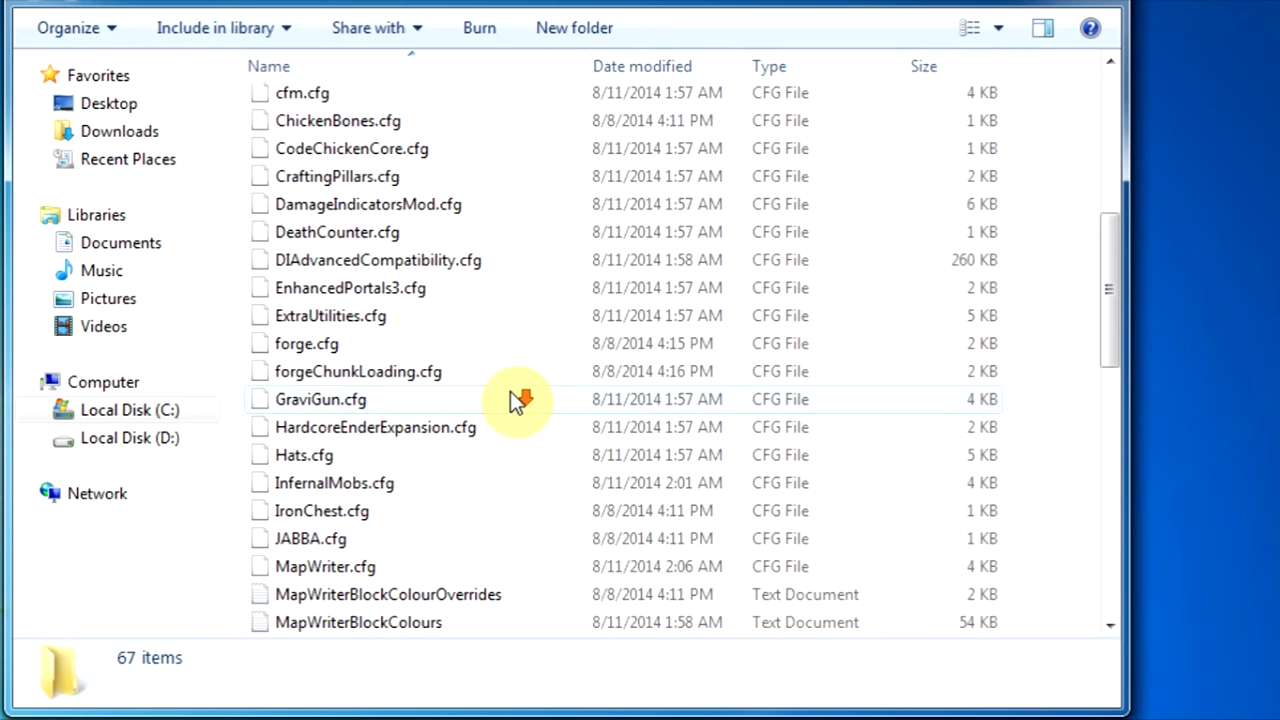 Organize Include in library Share with Burn New folder
Name Date modified Type Size
Favorites
Desktop
Downloads
Recent Places
Libraries
Documents
Music
Pictures
Videos
Computer
Local Disk (C:)
Local Disk (D:)
Network
cfm.cfg 8/11/2014 1:57 AM CFG File 4 KB
ChickenBones.cfg 8/8/2014 4:11 PM CFG File 1 KB
CodeChickenCore.cfg 8/11/2014 1:57 AM CFG File 1 KB
CraftingPillars.cfg 8/11/2014 1:57 AM CFG File 2 KB
DamageIndicatorsMod.cfg 8/11/2014 1:57 AM CFG File 6 KB
DeathCounter.cfg 8/11/2014 1:57 AM CFG File 1 KB
DIAdvancedCompatibility.cfg 8/11/2014 1:58 AM CFG File 260 KB
EnhancedPortals3.cfg 8/11/2014 1:57 AM CFG File 2 KB
ExtraUtilities.cfg 8/11/2014 1:57 AM CFG File 5 KB
forge.cfg 8/8/2014 4:15 PM CFG File 2 KB
forgeChunkLoading.cfg 8/8/2014 4:16 PM CFG File 2 KB
GraviGun.cfg 8/11/2014 1:57 AM CFG File 4 KB
HardcoreEnderExpansion.cfg 8/11/2014 1:57 AM CFG File 2 KB
Hats.cfg 8/11/2014 1:57 AM CFG File 5 KB
InfernalMobs.cfg 8/11/2014 2:01 AM CFG File 4 KB
IronChest.cfg 8/8/2014 4:11 PM CFG File 1 KB
JABBA.cfg 8/8/2014 4:11 PM CFG File 1 KB
MapWriter.cfg 8/11/2014 2:06 AM CFG File 4 KB
MapWriterBlockColourOverrides 8/8/2014 4:11 PM Text Document 2 KB
MapWriterBlockColours 8/11/2014 1:58 AM Text Document 54 KB
67 items